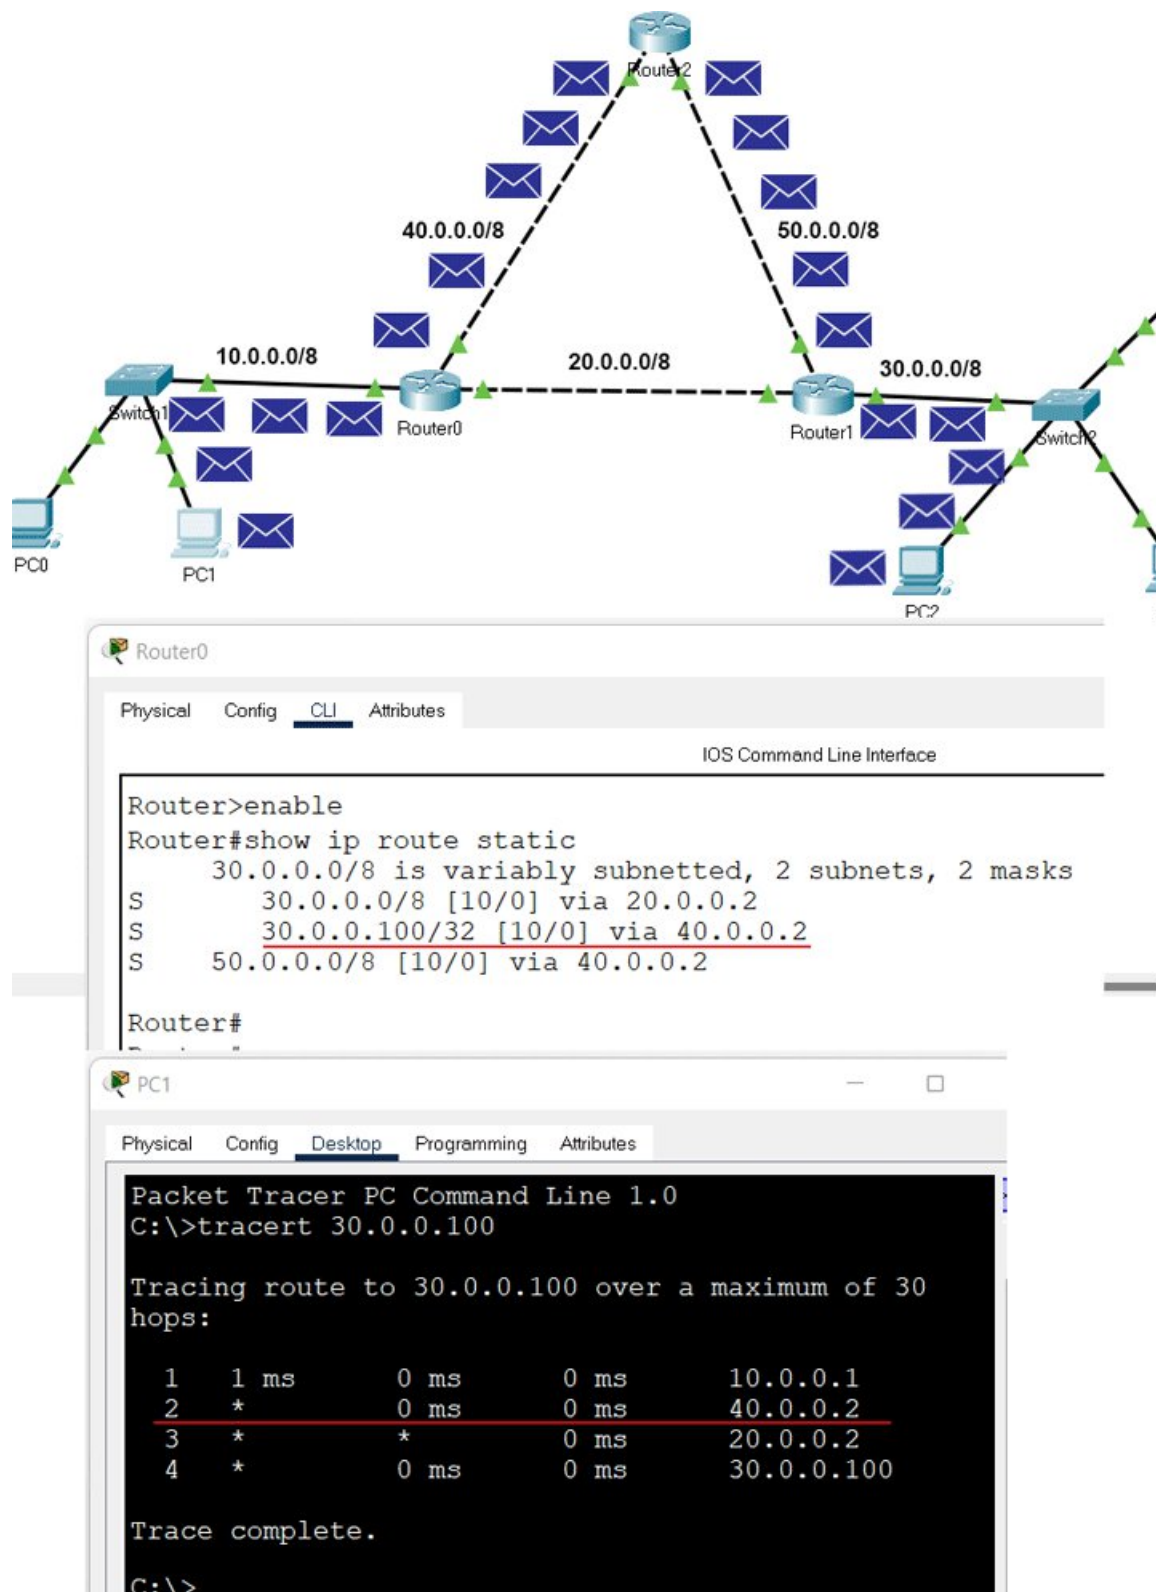 Router2
40.0.0.0/8
50.0.0.0/8
10.0.0.0/8
20.0.0.0/8
30.0.0.0/8
Switch1
Router0
Router1
Switch2
PC0
PC1
PC2
Router0
Physical Config CLI Attributes
IOS Command Line Interface
Router>enable
Router#show ip route static
30.0.0.0/8 is variably subnetted, 2 subnets, 2 masks
S 30.0.0.0/8 [10/0] via 20.0.0.2
S 30.0.0.100/32 [10/0] via 40.0.0.2
S 50.0.0.0/8 [10/0] via 40.0.0.2
Router#
PC1
Physical Config Desktop Programming Attributes
Packet Tracer PC Command Line 1.0
C:\>tracert 30.0.0.100
Tracing route to 30.0.0.100 over a maximum of 30
hops:
1 1 ms 0 ms 0 ms 10.0.0.1
2 * 0 ms 0 ms 40.0.0.2
3 * * 0 ms 20.0.0.2
4 * 0 ms 0 ms 30.0.0.100
Trace complete.
C:\>